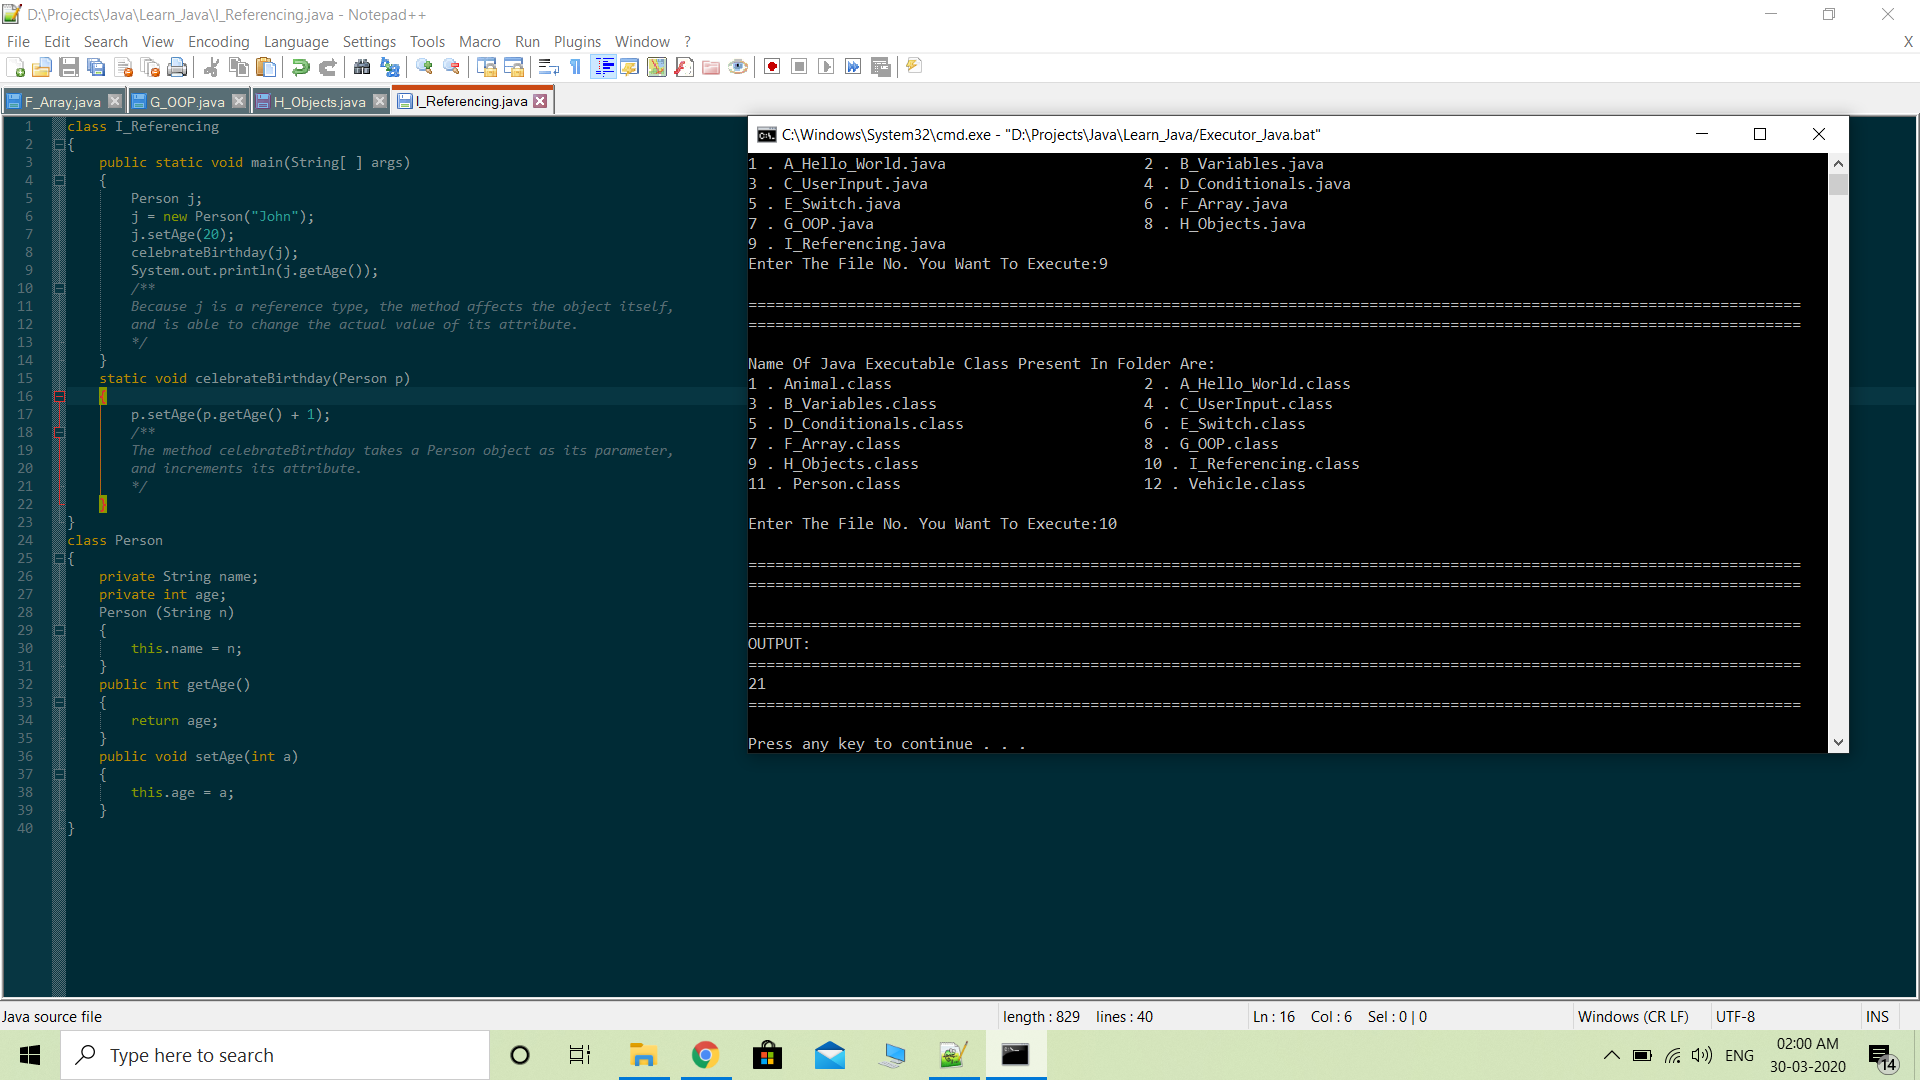 D:\Projects\Java\Learn_Java\I_Referencing.java - Notepad++
File Edit Search View Encoding Language Settings Tools Macro Run Plugins Window ? X
F_Array.java G_OOP.java H_Objects.java I_Referencing.java
1 class I_Referencing
2 {
3 public static void main(String[ ] args)
4 {
5 Person j;
6 j = new Person("John");
7 j.setAge(20);
8 celebrateBirthday(j);
9 System.out.println(j.getAge());
10 /**
11 Because j is a reference type, the method affects the object itself,
12 and is able to change the actual value of its attribute.
13 */
14 }
15 static void celebrateBirthday(Person p)
16 {
17 p.setAge(p.getAge() + 1);
18 /**
19 The method celebrateBirthday takes a Person object as its parameter,
20 and increments its attribute.
21 */
22 }
23 }
24 class Person
25 {
26 private String name;
27 private int age;
28 Person (String n)
29 {
30 this.name = n;
31 }
32 public int getAge()
33 {
34 return age;
35 }
36 public void setAge(int a)
37 {
38 this.age = a;
39 }
40 }
C:\Windows\System32\cmd.exe - "D:\Projects\Java\Learn_Java/Executor_Java.bat"
1 . A_Hello_World.java 2 . B_Variables.java
3 . C_UserInput.java 4 . D_Conditionals.java
5 . E_Switch.java 6 . F_Array.java
7 . G_OOP.java 8 . H_Objects.java
9 . I_Referencing.java
Enter The File No. You Want To Execute:9
=====================================================================================================================
=====================================================================================================================
Name Of Java Executable Class Present In Folder Are:
1 . Animal.class 2 . A_Hello_World.class
3 . B_Variables.class 4 . C_UserInput.class
5 . D_Conditionals.class 6 . E_Switch.class
7 . F_Array.class 8 . G_OOP.class
9 . H_Objects.class 10 . I_Referencing.class
11 . Person.class 12 . Vehicle.class
Enter The File No. You Want To Execute:10
=====================================================================================================================
=====================================================================================================================
=====================================================================================================================
OUTPUT:
=====================================================================================================================
21
=====================================================================================================================
Press any key to continue . . .
Java source file length : 829 lines : 40 Ln : 16 Col : 6 Sel : 0 | 0 Windows (CR LF) UTF-8 INS
Type here to search ENG 02:00 AM
30-03-2020 14